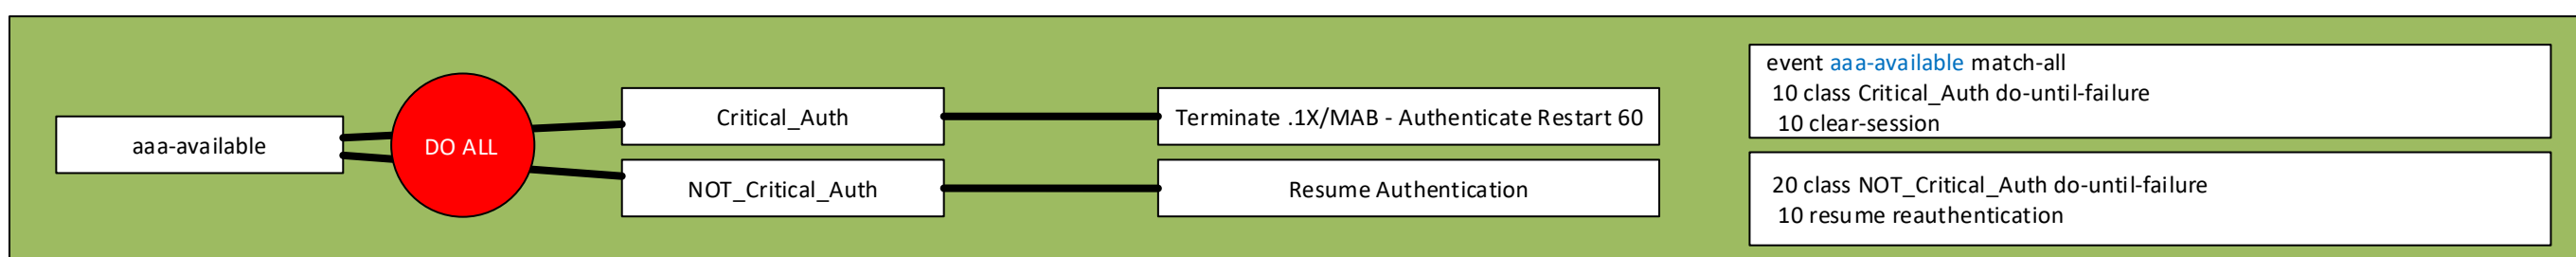 aaa-available
DO ALL
Critical_Auth
NOT_Critical_Auth
Terminate .1X/MAB - Authenticate Restart 60
Resume Authentication
event aaa-available match-all
10 class Critical_Auth do-until-failure
10 clear-session
20 class NOT_Critical_Auth do-until-failure
10 resume reauthentication